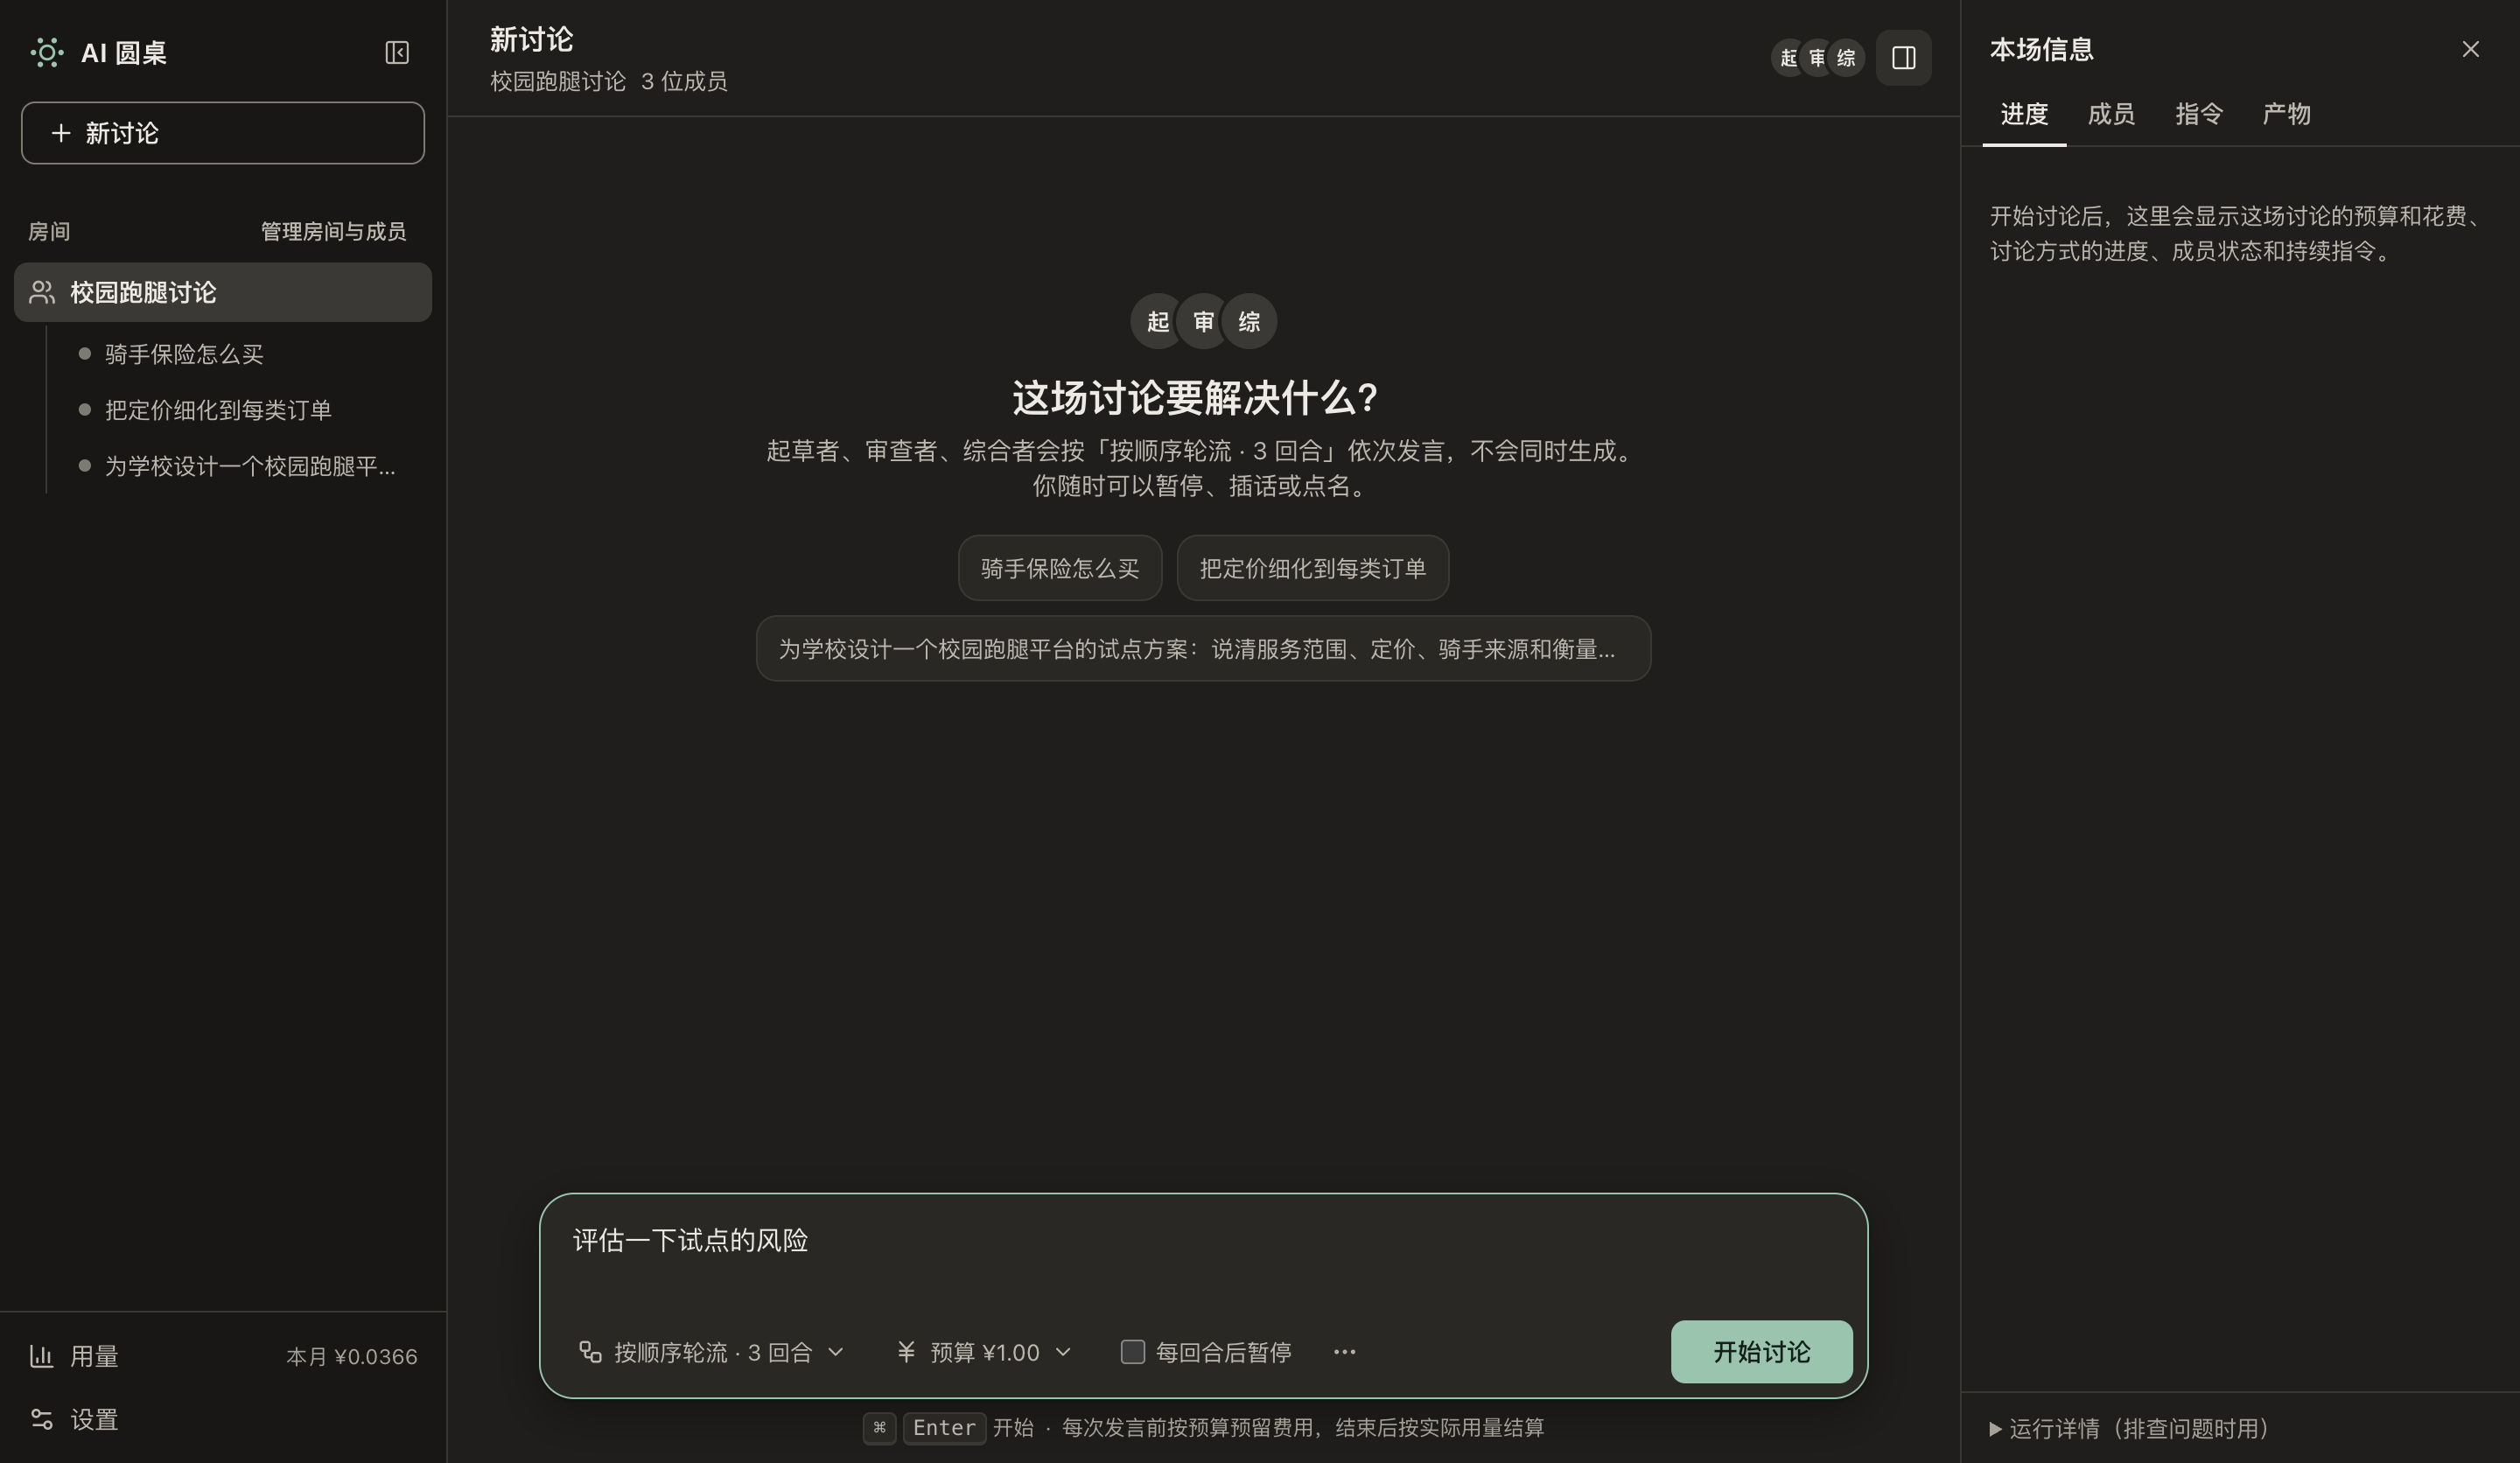 AI 圆桌
新讨论
房间
管理房间与成员
校园跑腿讨论
骑手保险怎么买
把定价细化到每类订单
为学校设计一个校园跑腿平...
用量
本月 ¥0.0366
设置
新讨论
校园跑腿讨论 3 位成员
起 审 综
起 审 综
这场讨论要解决什么?
起草者、审查者、综合者会按「按顺序轮流 · 3 回合」依次发言，不会同时生成。
你随时可以暂停、插话或点名。
骑手保险怎么买
把定价细化到每类订单
为学校设计一个校园跑腿平台的试点方案：说清服务范围、定价、骑手来源和衡量...
评估一下试点的风险
按顺序轮流 · 3 回合
¥ 预算 ¥1.00
每回合后暂停
...
开始讨论
⌘ Enter 开始 · 每次发言前按预算预留费用，结束后按实际用量结算
本场信息
进度 成员 指令 产物
开始讨论后，这里会显示这场讨论的预算和花费、
讨论方式的进度、成员状态和持续指令。
运行详情（排查问题时用）